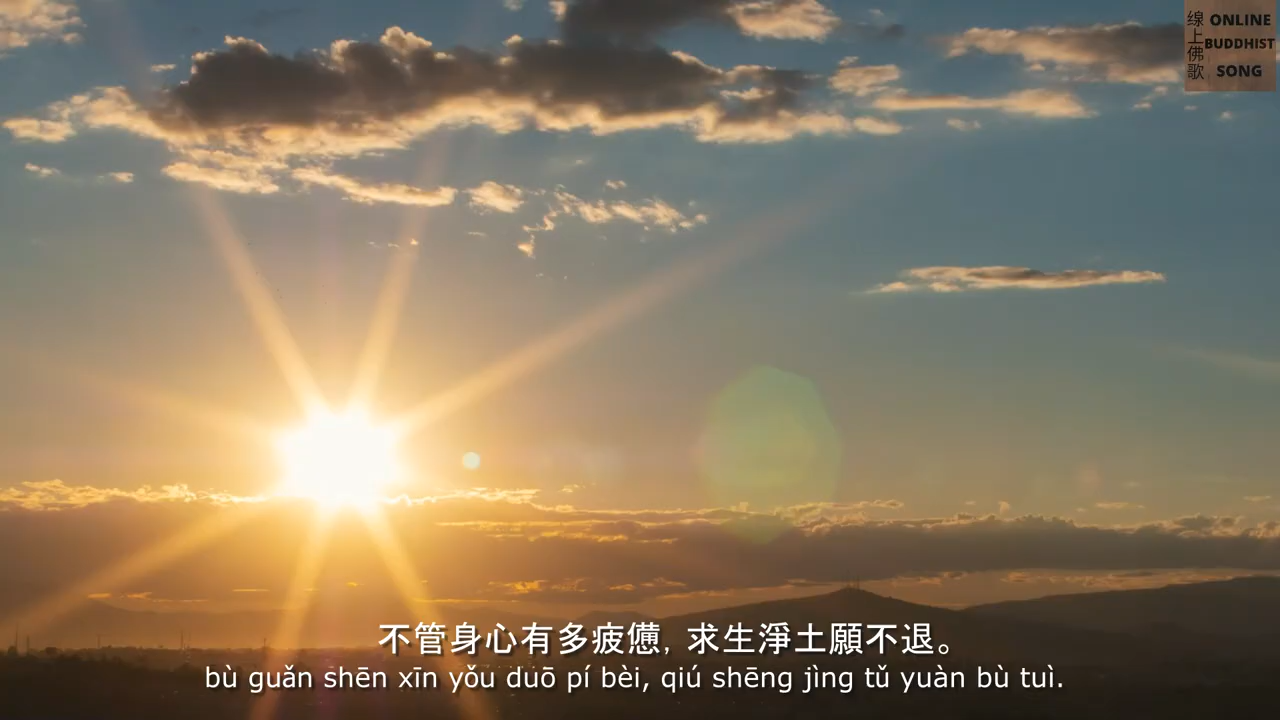 线上佛歌
ONLINE
BUDDHIST
SONG
不管身心有多疲憊，求生淨土願不退。
bù guǎn shēn xīn yǒu duō pí bèi, qiú shēng jìng tǔ yuàn bù tuì.